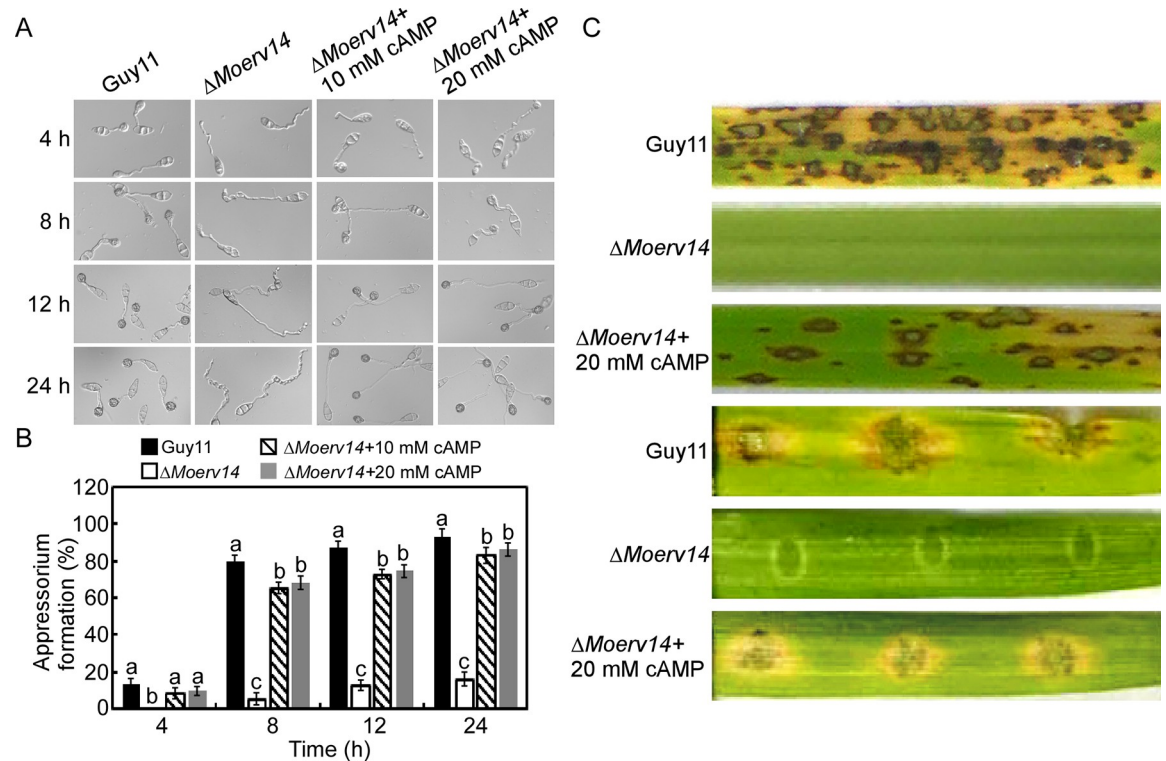 A
Guy11
ΔMoerv14
ΔMoerv14+
10 mM cAMP
ΔMoerv14+
20 mM cAMP
4 h
8 h
12 h
24 h
B
Guy11
ΔMoerv14+10 mM cAMP
ΔMoerv14
ΔMoerv14+20 mM cAMP
Appressorium
formation (%)
120
100
80
60
40
20
0
a b a a
a c b b
a c b b
a c b b
4 8 12 24
Time (h)
C
Guy11
ΔMoerv14
ΔMoerv14+
20 mM cAMP
Guy11
ΔMoerv14
ΔMoerv14+
20 mM cAMP